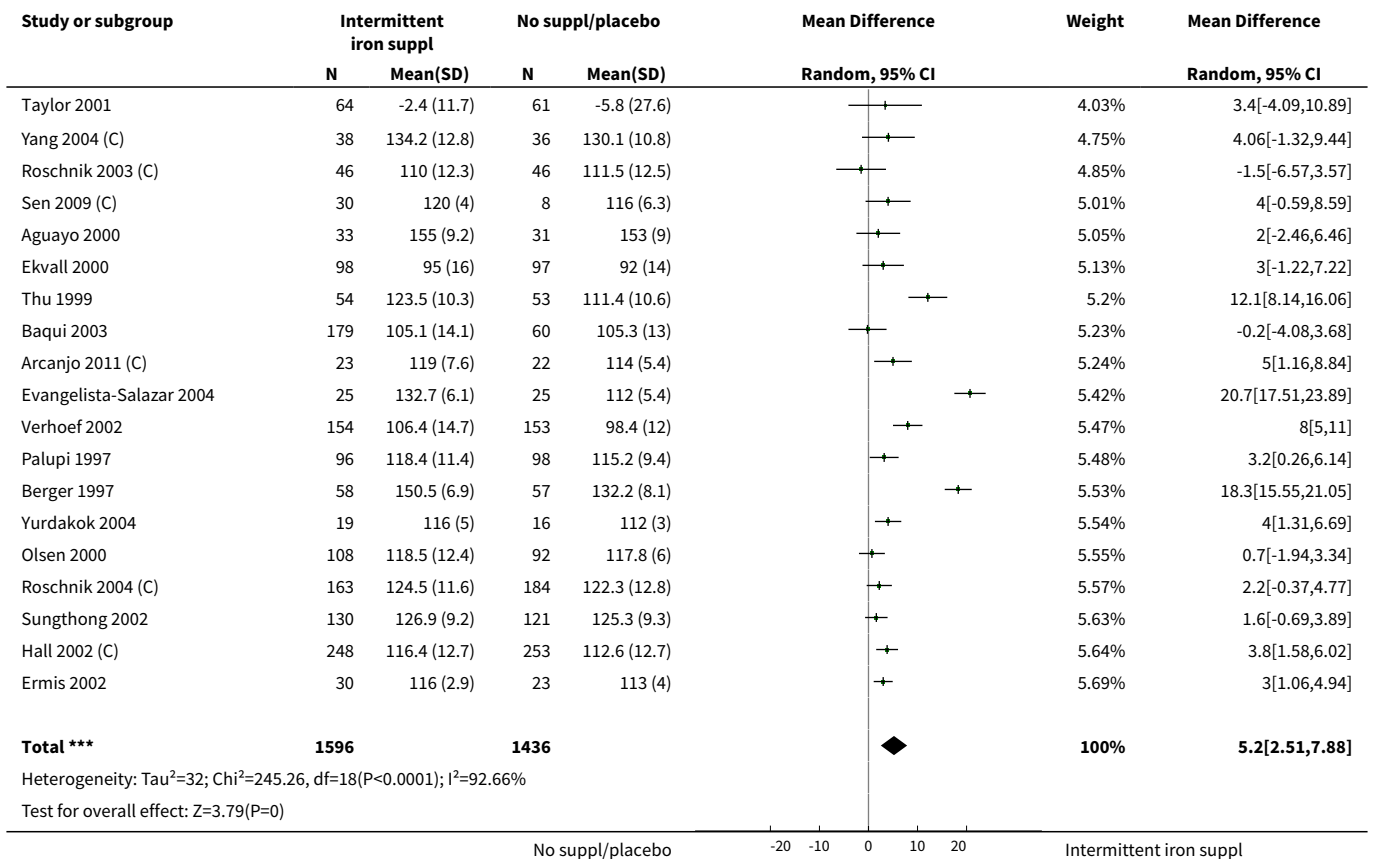 Study or subgroup Intermittent iron suppl No suppl/placebo Mean Difference Weight Mean Difference
N Mean(SD) N Mean(SD) Random, 95% CI Random, 95% CI
Taylor 2001 64 -2.4 (11.7) 61 -5.8 (27.6) 4.03% 3.4[-4.09,10.89]
Yang 2004 (C) 38 134.2 (12.8) 36 130.1 (10.8) 4.75% 4.06[-1.32,9.44]
Roschnik 2003 (C) 46 110 (12.3) 46 111.5 (12.5) 4.85% -1.5[-6.57,3.57]
Sen 2009 (C) 30 120 (4) 8 116 (6.3) 5.01% 4[-0.59,8.59]
Aguayo 2000 33 155 (9.2) 31 153 (9) 5.05% 2[-2.46,6.46]
Ekvall 2000 98 95 (16) 97 92 (14) 5.13% 3[-1.22,7.22]
Thu 1999 54 123.5 (10.3) 53 111.4 (10.6) 5.2% 12.1[8.14,16.06]
Baqui 2003 179 105.1 (14.1) 60 105.3 (13) 5.23% -0.2[-4.08,3.68]
Arcanjo 2011 (C) 23 119 (7.6) 22 114 (5.4) 5.24% 5[1.16,8.84]
Evangelista-Salazar 2004 25 132.7 (6.1) 25 112 (5.4) 5.42% 20.7[17.51,23.89]
Verhoef 2002 154 106.4 (14.7) 153 98.4 (12) 5.47% 8[5,11]
Palupi 1997 96 118.4 (11.4) 98 115.2 (9.4) 5.48% 3.2[0.26,6.14]
Berger 1997 58 150.5 (6.9) 57 132.2 (8.1) 5.53% 18.3[15.55,21.05]
Yurdakok 2004 19 116 (5) 16 112 (3) 5.54% 4[1.31,6.69]
Olsen 2000 108 118.5 (12.4) 92 117.8 (6) 5.55% 0.7[-1.94,3.34]
Roschnik 2004 (C) 163 124.5 (11.6) 184 122.3 (12.8) 5.57% 2.2[-0.37,4.77]
Sungthong 2002 130 126.9 (9.2) 121 125.3 (9.3) 5.63% 1.6[-0.69,3.89]
Hall 2002 (C) 248 116.4 (12.7) 253 112.6 (12.7) 5.64% 3.8[1.58,6.02]
Ermis 2002 30 116 (2.9) 23 113 (4) 5.69% 3[1.06,4.94]
Total *** 1596 1436 100% 5.2[2.51,7.88]
Heterogeneity: Tau²=32; Chi²=245.26, df=18(P<0.0001); I²=92.66%
Test for overall effect: Z=3.79(P=0)
No suppl/placebo -20 -10 0 10 20 Intermittent iron suppl